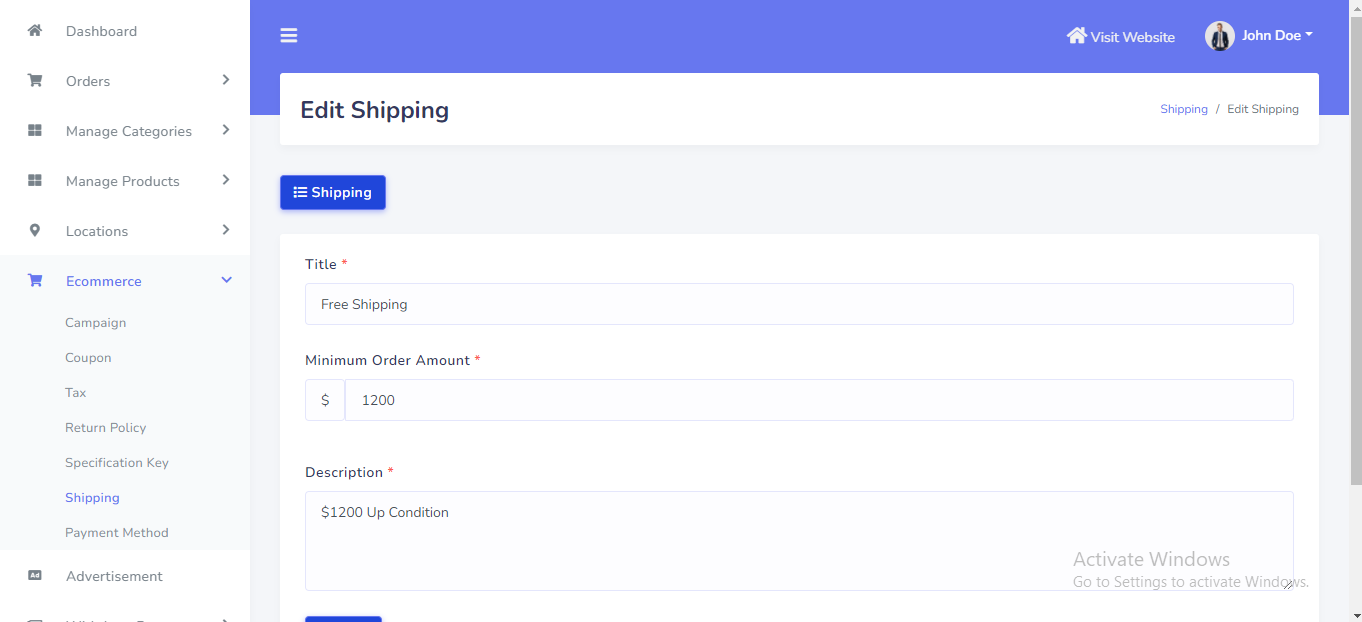 Dashboard
Orders
Manage Categories
Manage Products
Locations
Ecommerce
Campaign
Coupon
Tax
Return Policy
Specification Key
Shipping
Payment Method
Ad Advertisement
Visit Website
John Doe
Edit Shipping
Shipping / Edit Shipping
Shipping
Title *
Free Shipping
Minimum Order Amount *
$ 1200
Description *
$1200 Up Condition
Activate Windows
Go to Settings to activate Windows.